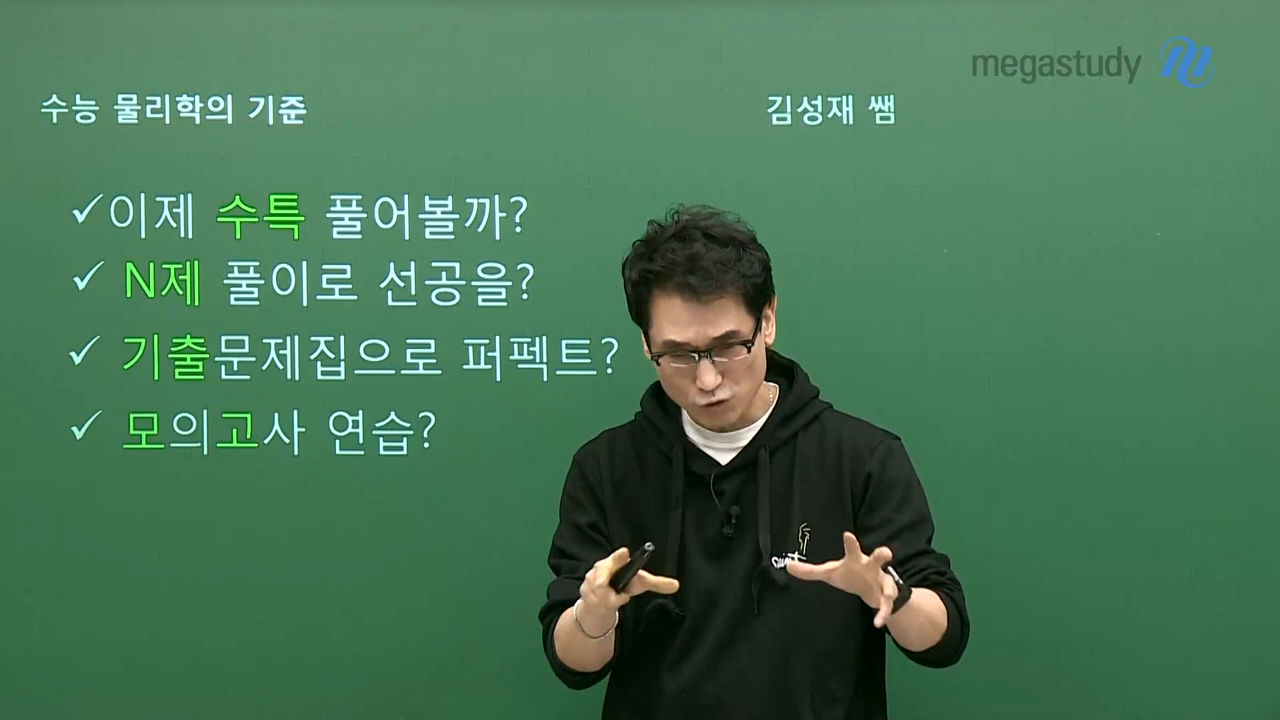 megastudy
수능 물리학의 기준
김성재 쌤
✓이제 수특 풀어볼까?
✓ N제 풀이로 선공을?
✓ 기출문제집으로 퍼펙트?
✓ 모의고사 연습?